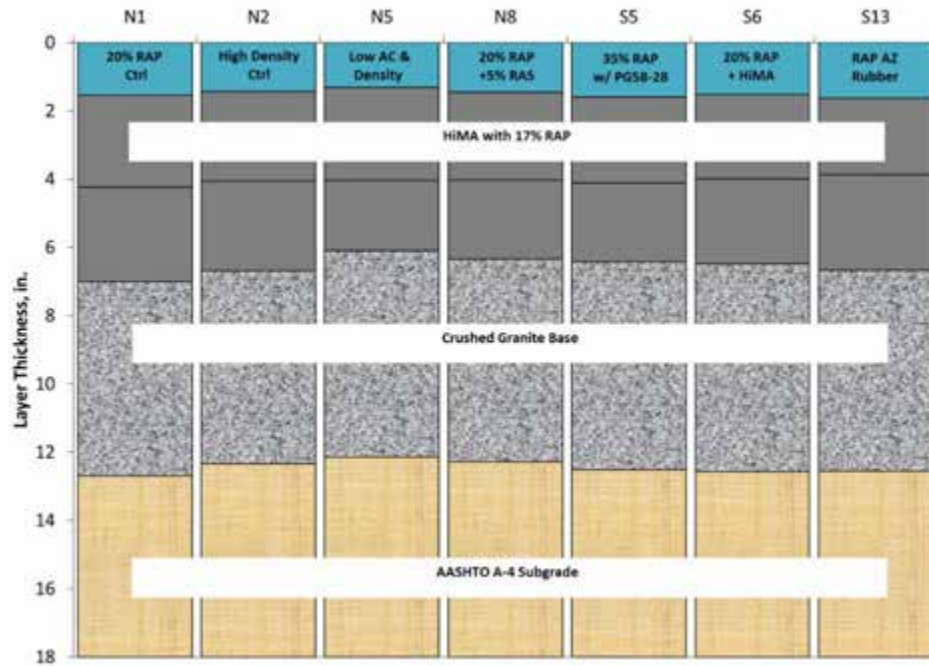 N1 N2 N5 N8 S5 S6 S13
0
20% RAP
Ctrl
High Density
Ctrl
Low AC &
Density
20% RAP
+5% RAS
35% RAP
w/ PG58-28
20% RAP
+ HiMA
RAP AZ
Rubber
2
HiMA with 17% RAP
4
6
Layer Thickness, in.
8
Crushed Granite Base
10
12
14
AASHTO A-4 Subgrade
16
18